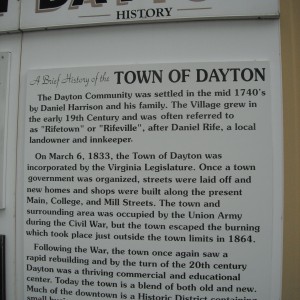 DAYTON
HISTORY
A Brief History of the TOWN OF DAYTON
The Dayton Community was settled in the mid 1740's
by Daniel Harrison and his family. The Village grew in
the early 19th Century and was often referred to
as "Rifetown" or "Rifeville", after Daniel Rife, a local
landowner and innkeeper.
On March 6, 1833, the Town of Dayton was
incorporated by the Virginia Legislature. Once a town
government was organized, streets were laid off and
new homes and shops were built along the present
Main, College, and Mill Streets. The town and
surrounding area was occupied by the Union Army
during the Civil War, but the town escaped the burning
which took place just outside the town limits in 1864.
Following the War, the town once again saw a
rapid rebuilding and by the turn of the 20th century
Dayton was a thriving commercial and educational
center. Today the town is a blend of both old and new.
Much of the downtown is a Historic District containing